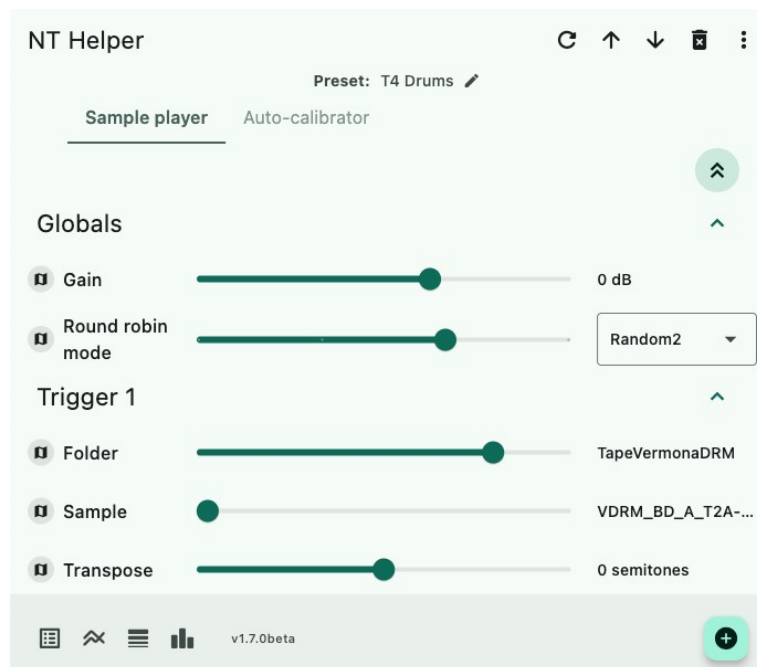 NT Helper
Preset: T4 Drums
Sample player Auto-calibrator
Globals
Gain 0 dB
Round robin
mode
Random2
Trigger 1
Folder TapeVermonaDRM
Sample VDRM_BD_A_T2A-...
Transpose 0 semitones
v1.7.0beta